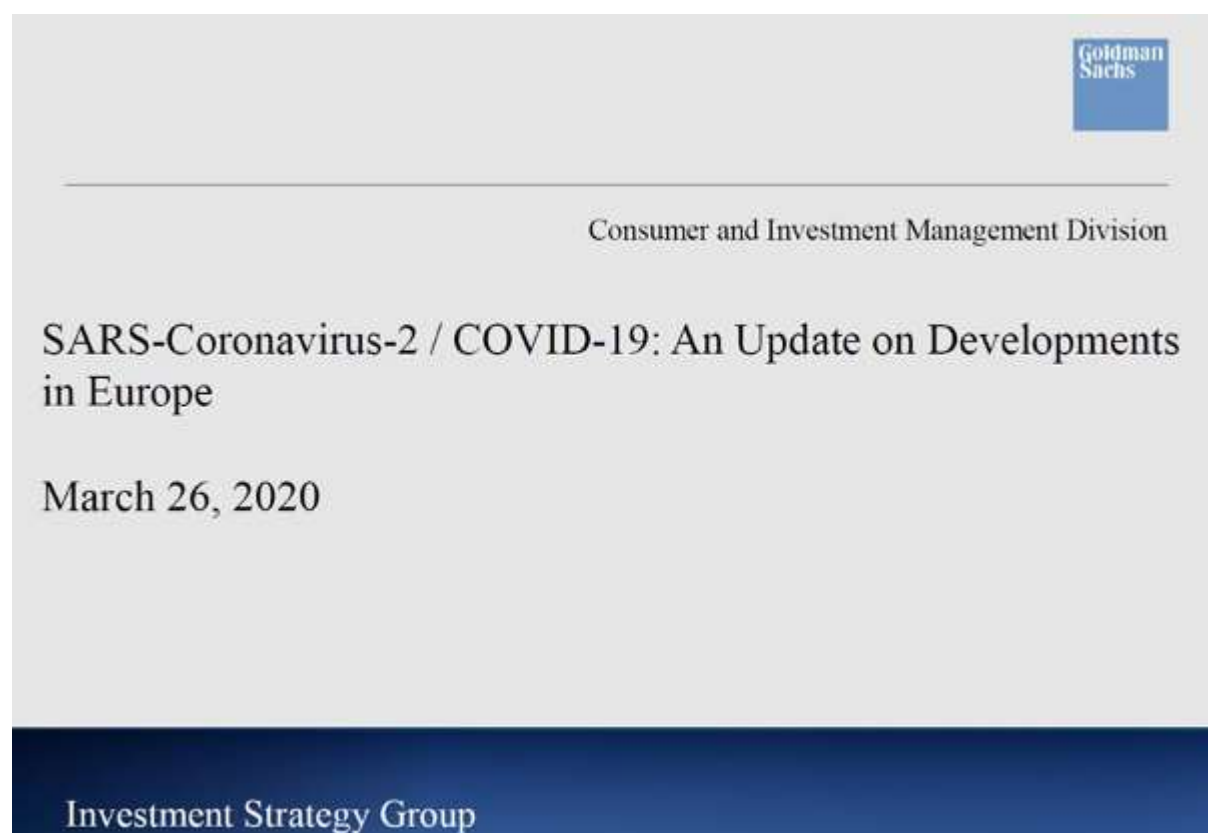 Goldman
Sachs
Consumer and Investment Management Division
SARS-Coronavirus-2 / COVID-19: An Update on Developments
in Europe
March 26, 2020
Investment Strategy Group